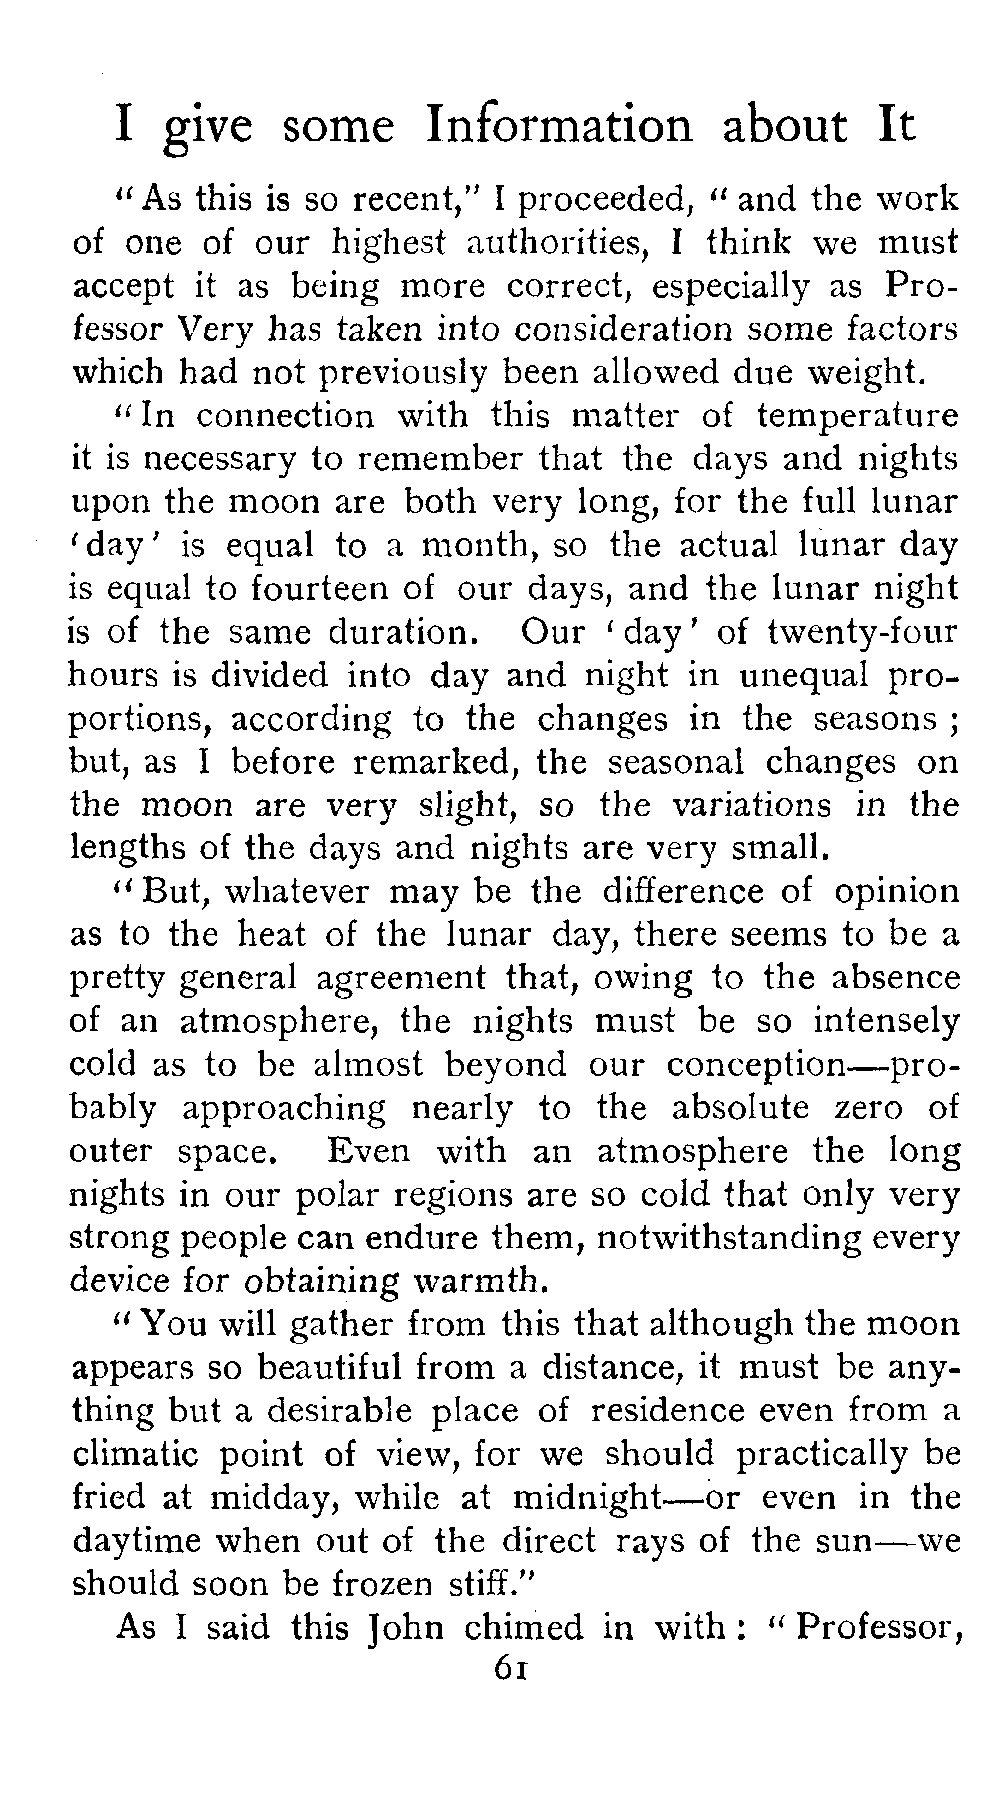 I give some Information about It
"As this is so recent," I proceeded, "and the work
of one of our highest authorities, I think we must
accept it as being more correct, especially as Pro-
fessor Very has taken into consideration some factors
which had not previously been allowed due weight.
"In connection with this matter of temperature
it is necessary to remember that the days and nights
upon the moon are both very long, for the full lunar
'day' is equal to a month, so the actual lunar day
is equal to fourteen of our days, and the lunar night
is of the same duration. Our 'day' of twenty-four
hours is divided into day and night in unequal pro-
portions, according to the changes in the seasons ;
but, as I before remarked, the seasonal changes on
the moon are very slight, so the variations in the
lengths of the days and nights are very small.
"But, whatever may be the difference of opinion
as to the heat of the lunar day, there seems to be a
pretty general agreement that, owing to the absence
of an atmosphere, the nights must be so intensely
cold as to be almost beyond our conception—pro-
bably approaching nearly to the absolute zero of
outer space. Even with an atmosphere the long
nights in our polar regions are so cold that only very
strong people can endure them, notwithstanding every
device for obtaining warmth.
"You will gather from this that although the moon
appears so beautiful from a distance, it must be any-
thing but a desirable place of residence even from a
climatic point of view, for we should practically be
fried at midday, while at midnight—or even in the
daytime when out of the direct rays of the sun—we
should soon be frozen stiff."
As I said this John chimed in with : "Professor,
61